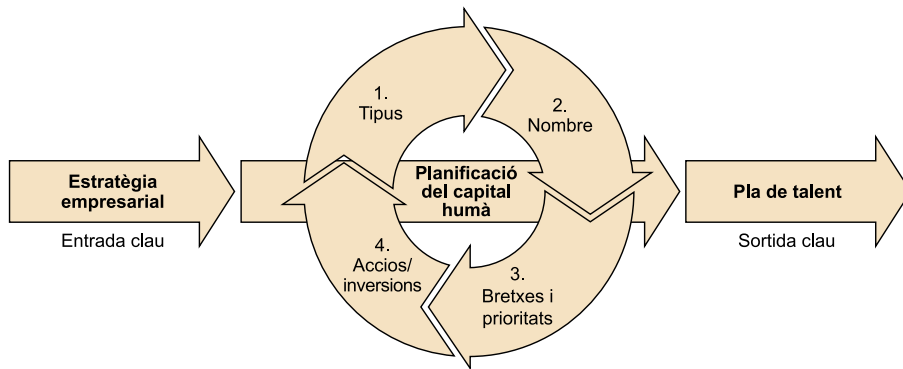 Estratègia
empresarial
Entrada clau
1.
Tipus
2.
Nombre
Planificació
del capital
humà
3.
Bretxes i
prioritats
4.
Accios/
inversions
Pla de talent
Sortida clau